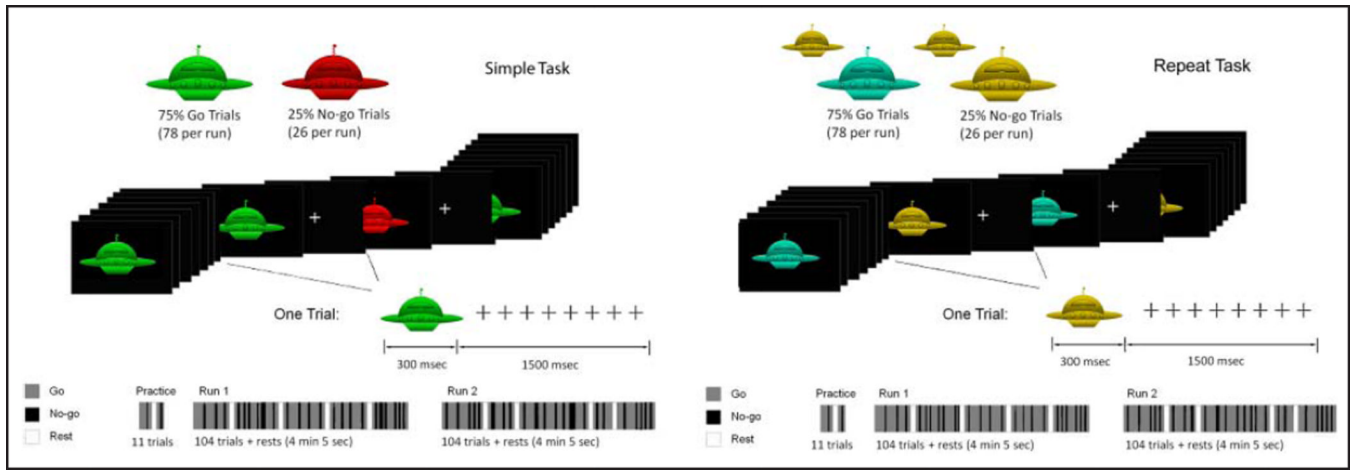 Simple Task
75% Go Trials
(78 per run)
25% No-go Trials
(26 per run)
One Trial:
300 msec
1500 msec
Go
No-go
Rest
Practice
Run 1
Run 2
11 trials
104 trials + rests (4 min 5 sec)
104 trials + rests (4 min 5 sec)
Repeat Task
75% Go Trials
(78 per run)
25% No-go Trials
(26 per run)
One Trial:
300 msec
1500 msec
Go
No-go
Rest
Practice
Run 1
Run 2
11 trials
104 trials + rests (4 min 5 sec)
104 trials + rests (4 min 5 sec)